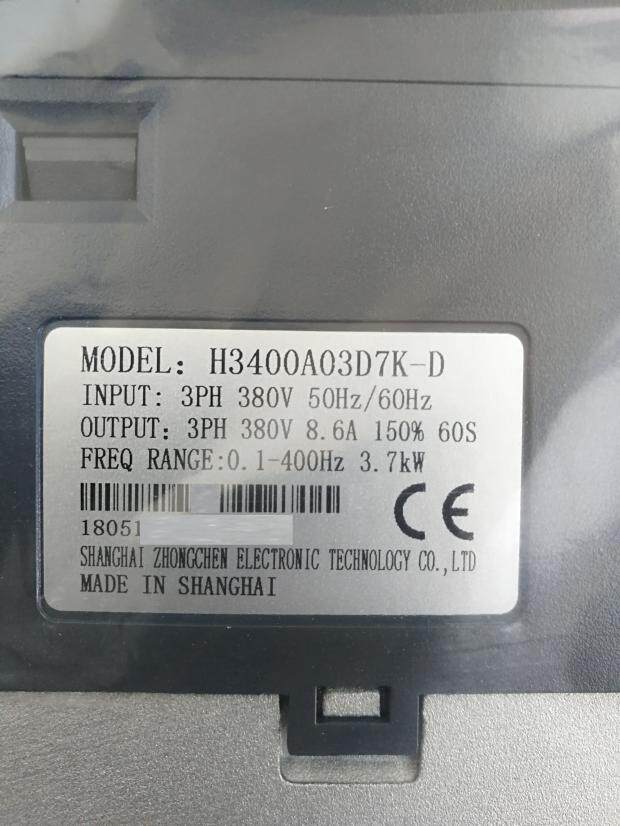 MODEL: H3400A03D7K-D
INPUT: 3PH 380V 50Hz/60Hz
OUTPUT: 3PH 380V 8.6A 150% 60S
FREQ RANGE:0.1-400Hz 3.7kW
CE
18051
SHANGHAI ZHONGCHEN ELECTRONIC TECHNOLOGY CO.,LTD
MADE IN SHANGHAI